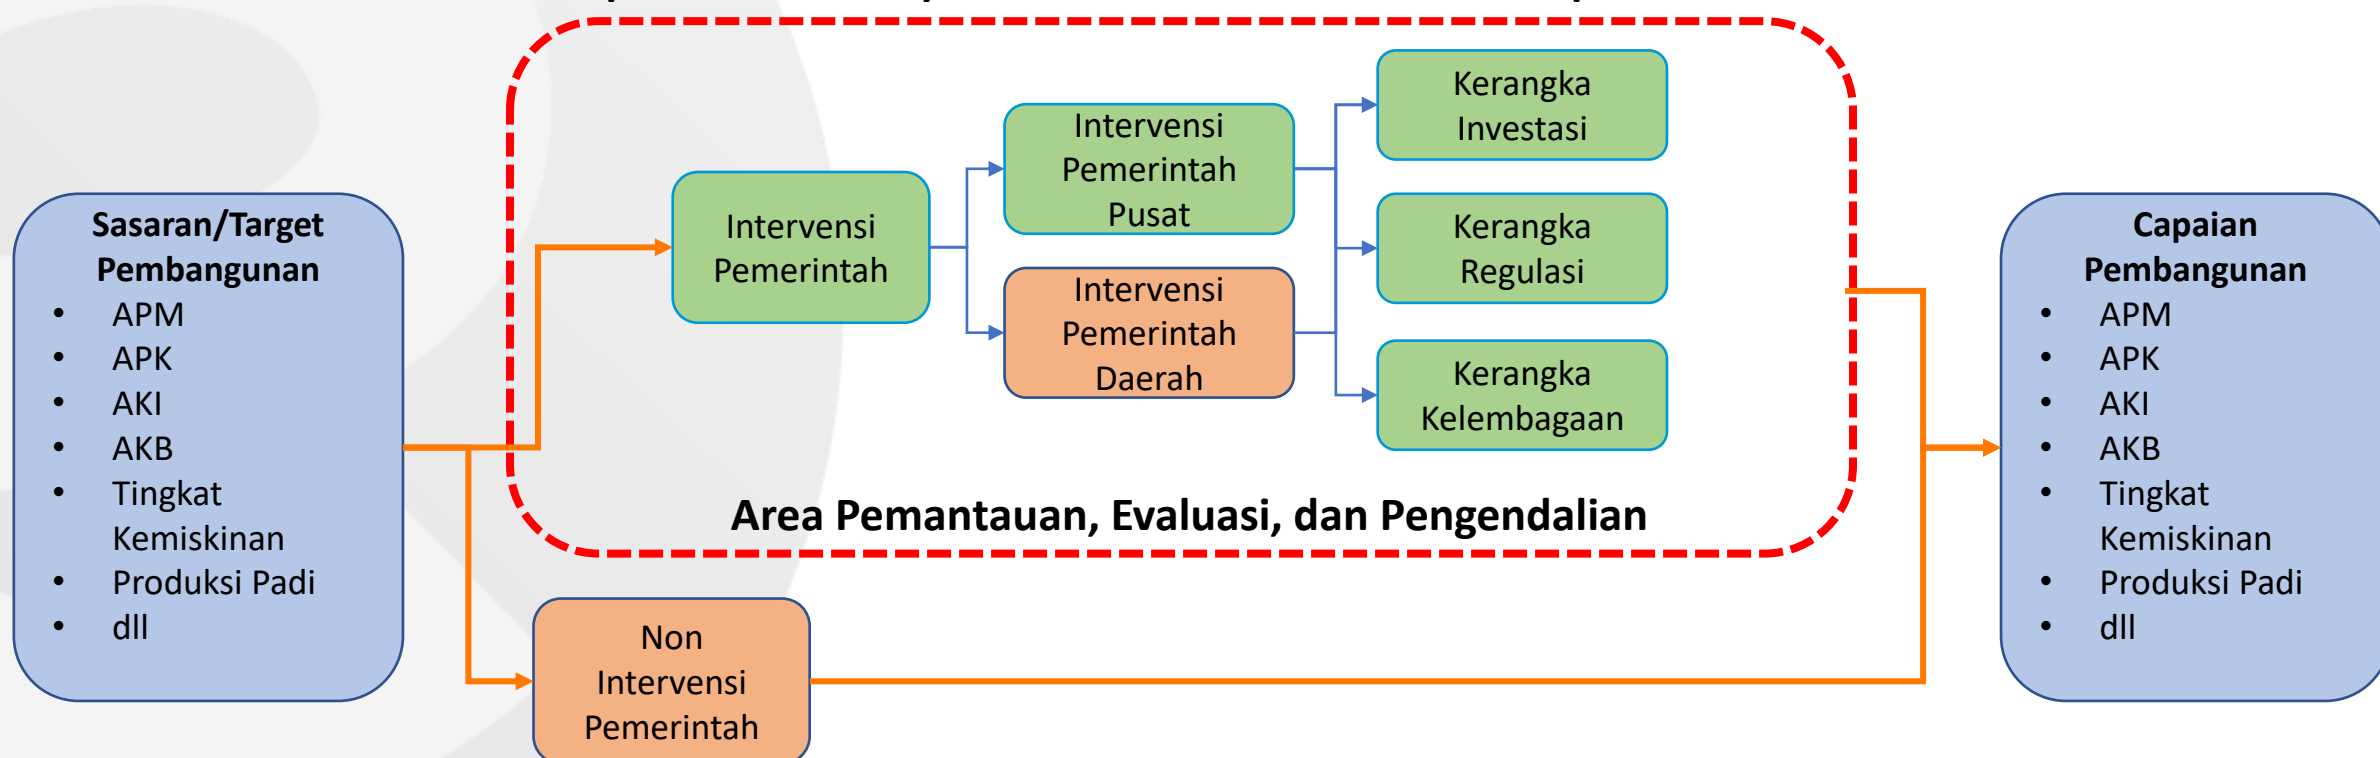 Sasaran/Target
Pembangunan
• APM
• APK
• AKI
• AKB
• Tingkat
Kemiskinan
• Produksi Padi
• dll
Intervensi
Pemerintah
Intervensi
Pemerintah
Pusat
Intervensi
Pemerintah
Daerah
Kerangka
Investasi
Kerangka
Regulasi
Kerangka
Kelembagaan
Area Pemantauan, Evaluasi, dan Pengendalian
Non
Intervensi
Pemerintah
Capaian
Pembangunan
• APM
• APK
• AKI
• AKB
• Tingkat
Kemiskinan
• Produksi Padi
• dll